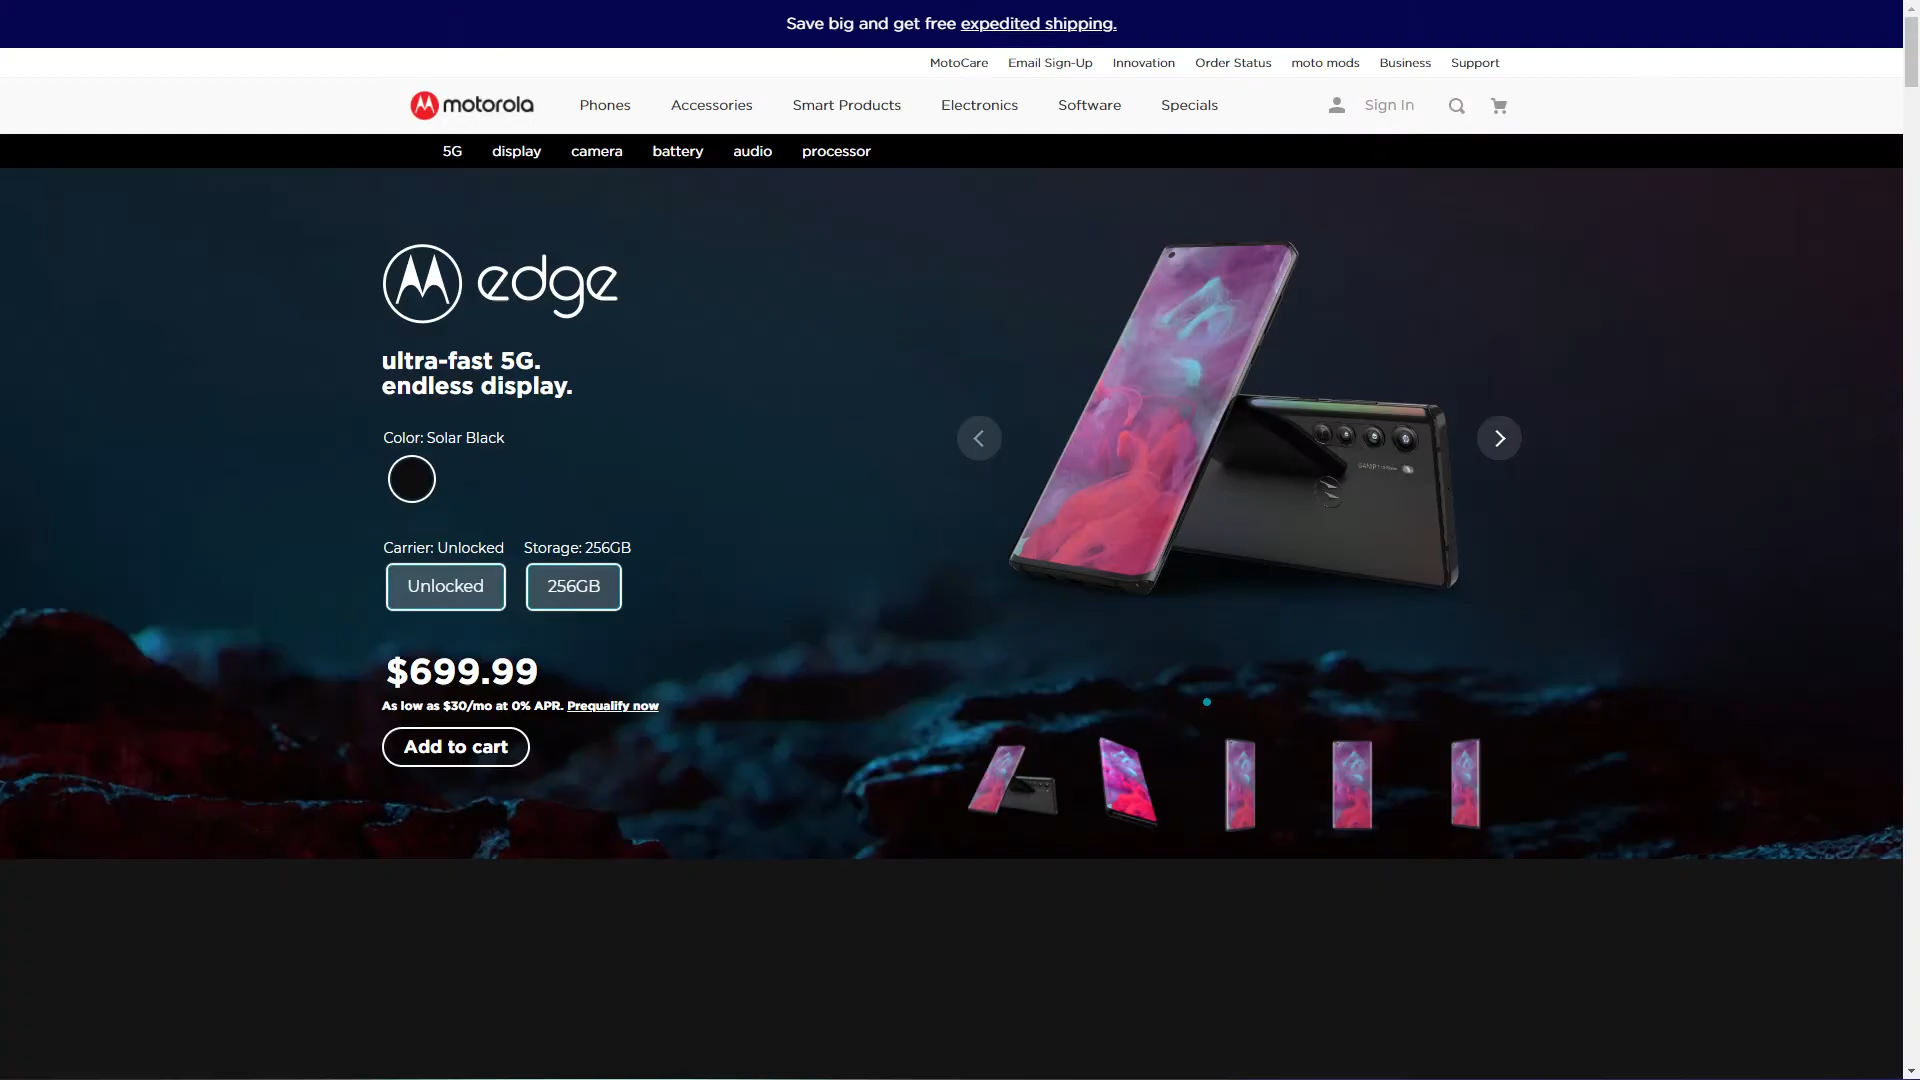 Save big and get free expedited shipping.
MotoCare Email Sign-Up Innovation Order Status moto mods Business Support
motorola Phones Accessories Smart Products Electronics Software Specials Sign In
5G display camera battery audio processor
edge
ultra-fast 5G.
endless display.
Color: Solar Black
Carrier: Unlocked Storage: 256GB
Unlocked 256GB
$699.99
As low as $30/mo at 0% APR. Prequalify now
Add to cart